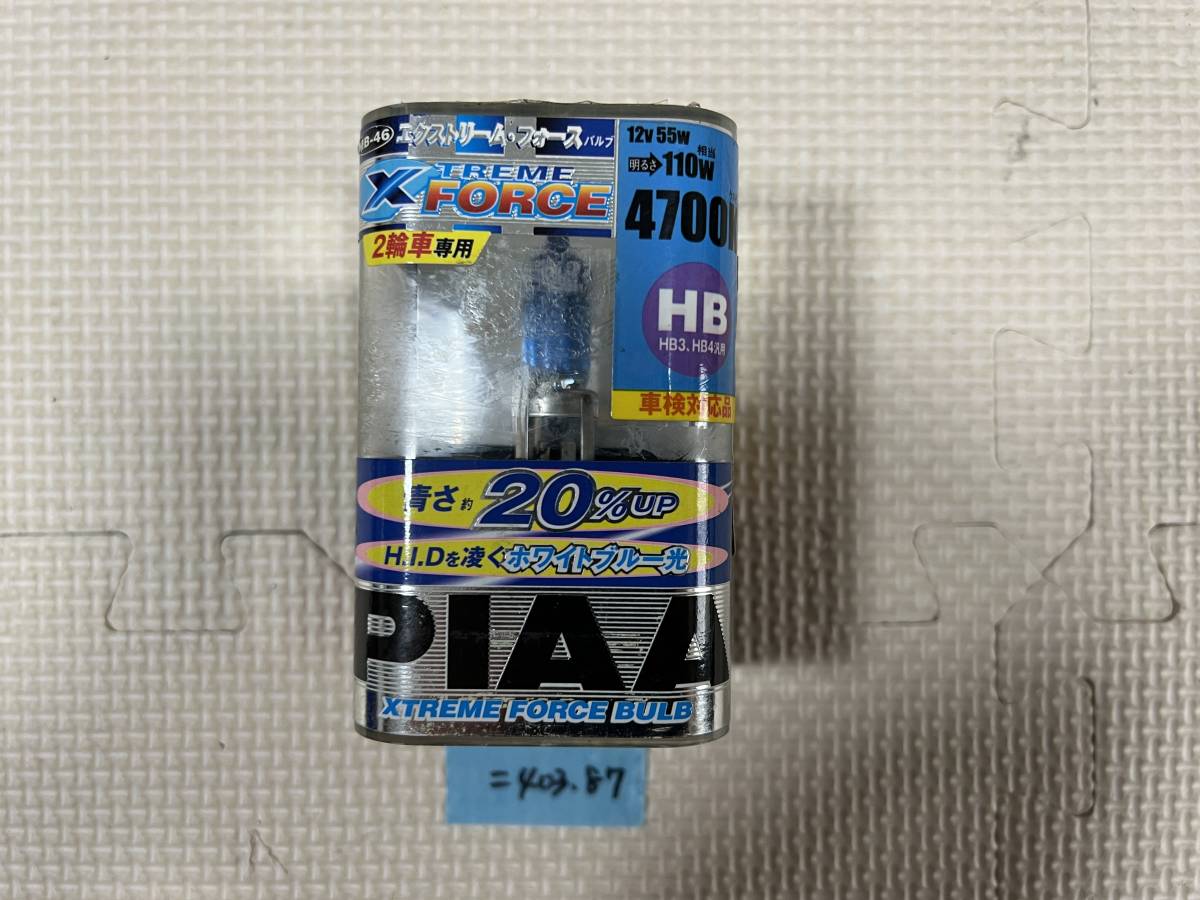 MB-46 エクストリーム・フォース バルブ
XTREME
FORCE
2輪車専用
12V 55W
明るさ 110W 相当
4700K
HB
HB3、HB4汎用
車検対応品
青さ 約 20%UP
H.I.Dを凌ぐホワイトブルー光
PIAA
XTREME FORCE BULB
=403.87